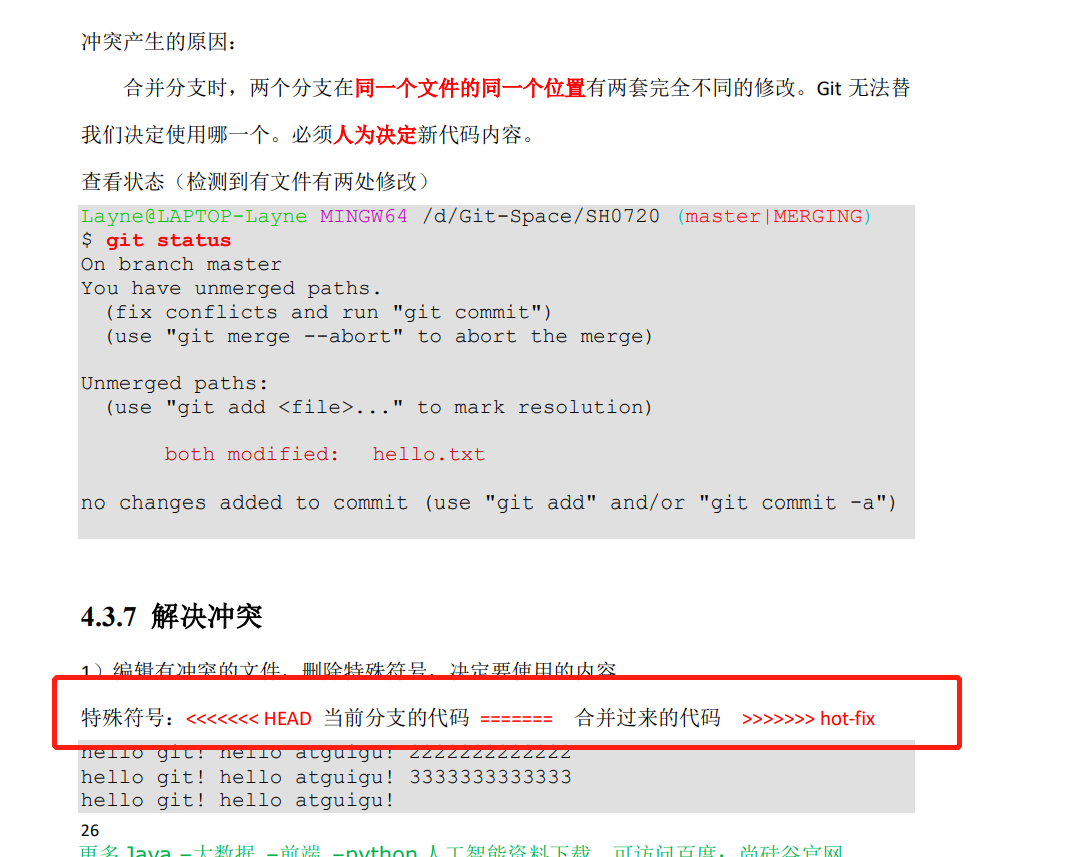 冲突产生的原因：
合并分支时，两个分支在同一个文件的同一个位置有两套完全不同的修改。Git 无法替
我们决定使用哪一个。必须人为决定新代码内容。
查看状态（检测到有文件有两处修改）
Layne@LAPTOP-Layne MINGW64 /d/Git-Space/SH0720 (master|MERGING)
$ git status
On branch master
You have unmerged paths.
(fix conflicts and run "git commit")
(use "git merge --abort" to abort the merge)
Unmerged paths:
(use "git add <file>..." to mark resolution)
both modified: hello.txt
no changes added to commit (use "git add" and/or "git commit -a")
4.3.7 解决冲突
1）编辑有冲突的文件，删除特殊符号，决定要使用的内容
特殊符号：<<<<<<< HEAD 当前分支的代码 ======= 合并过来的代码 >>>>>>> hot-fix
hello git! hello atguigu! 2222222222222
hello git! hello atguigu! 3333333333333
hello git! hello atguigu!
26
更多 Java –大数据 –前端 –python 人工智能资料下载，可访问百度：尚硅谷官网